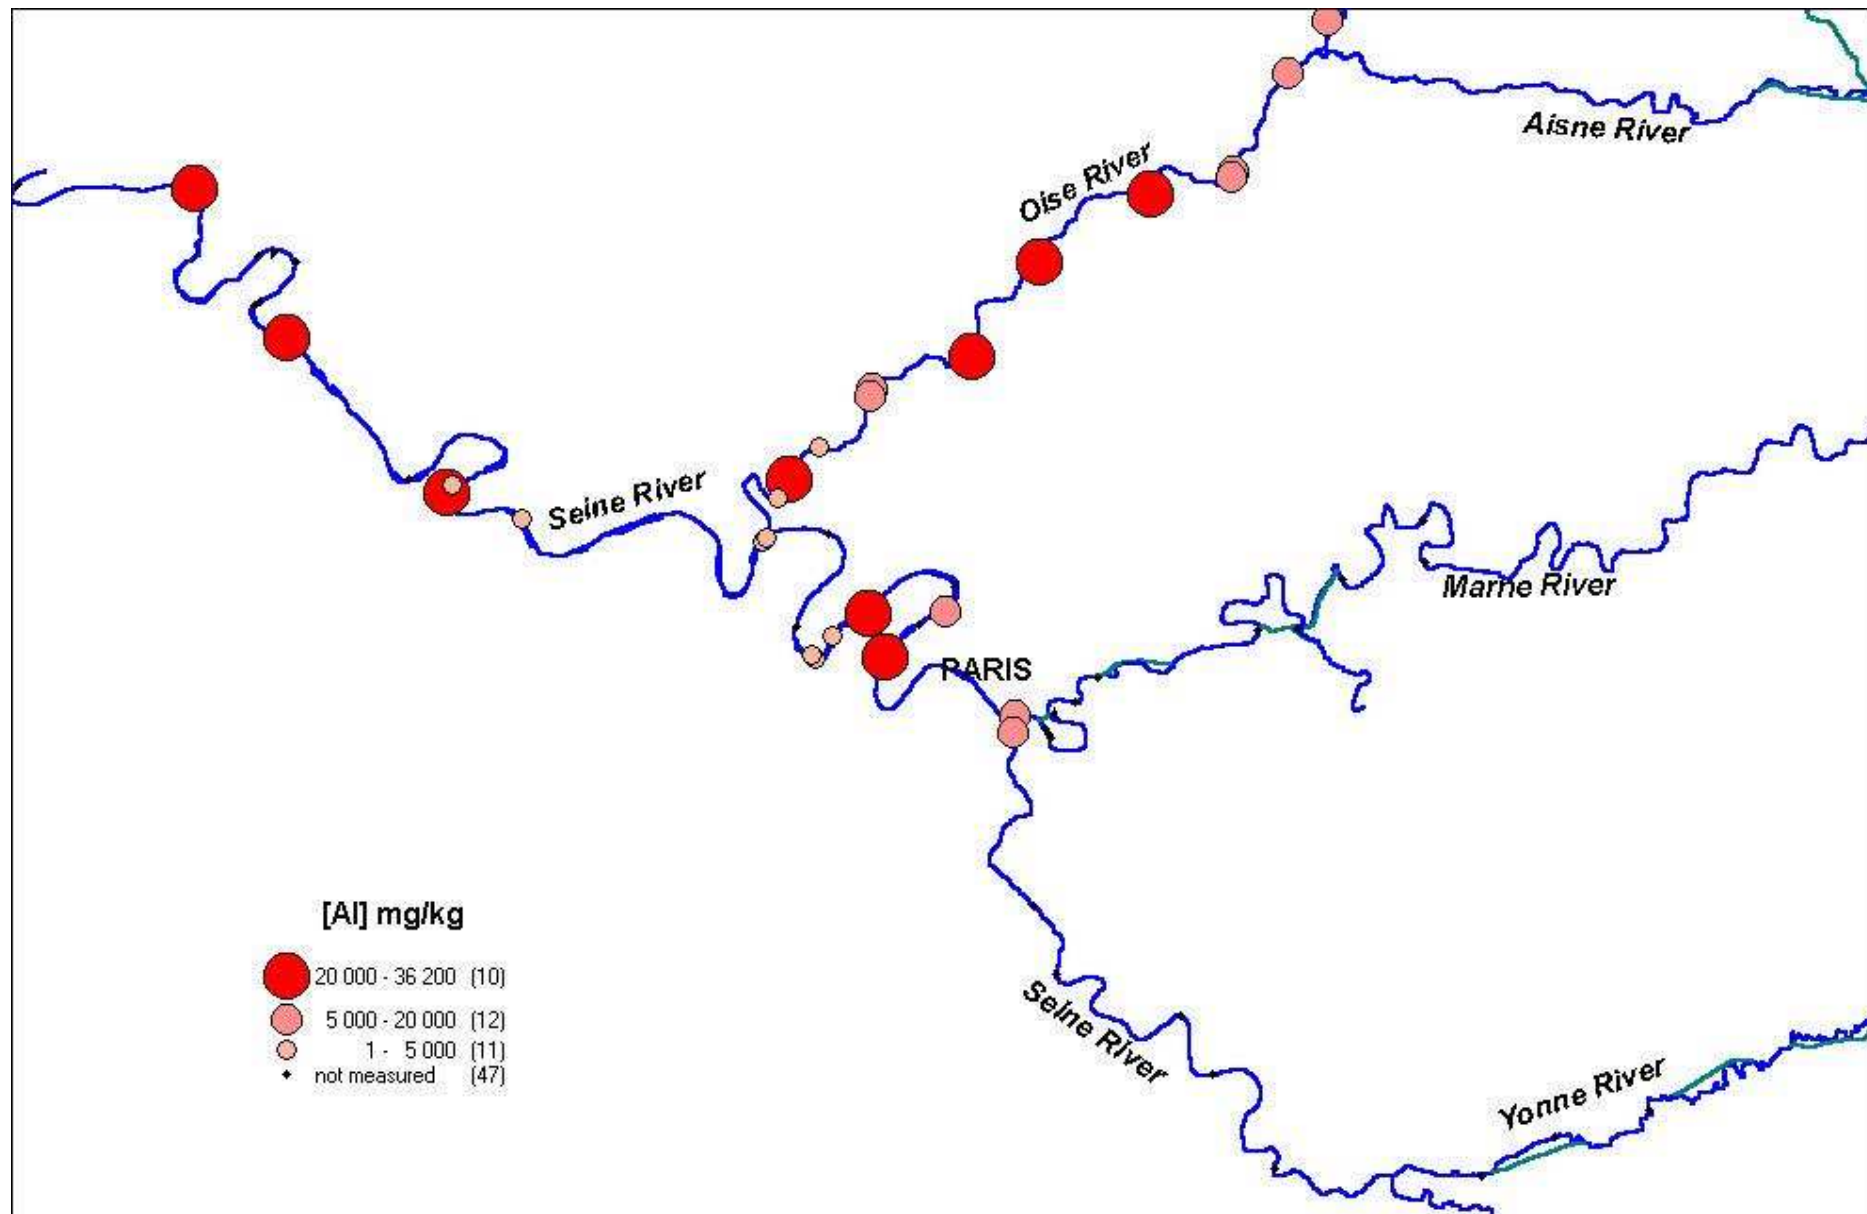 Aisne River
Oise River
Seine River
Marne River
PARIS
[Al] mg/kg
20 000 - 36 200 (10)
5 000 - 20 000 (12)
1 - 5 000 (11)
not measured (47)
Seine River
Yonne River